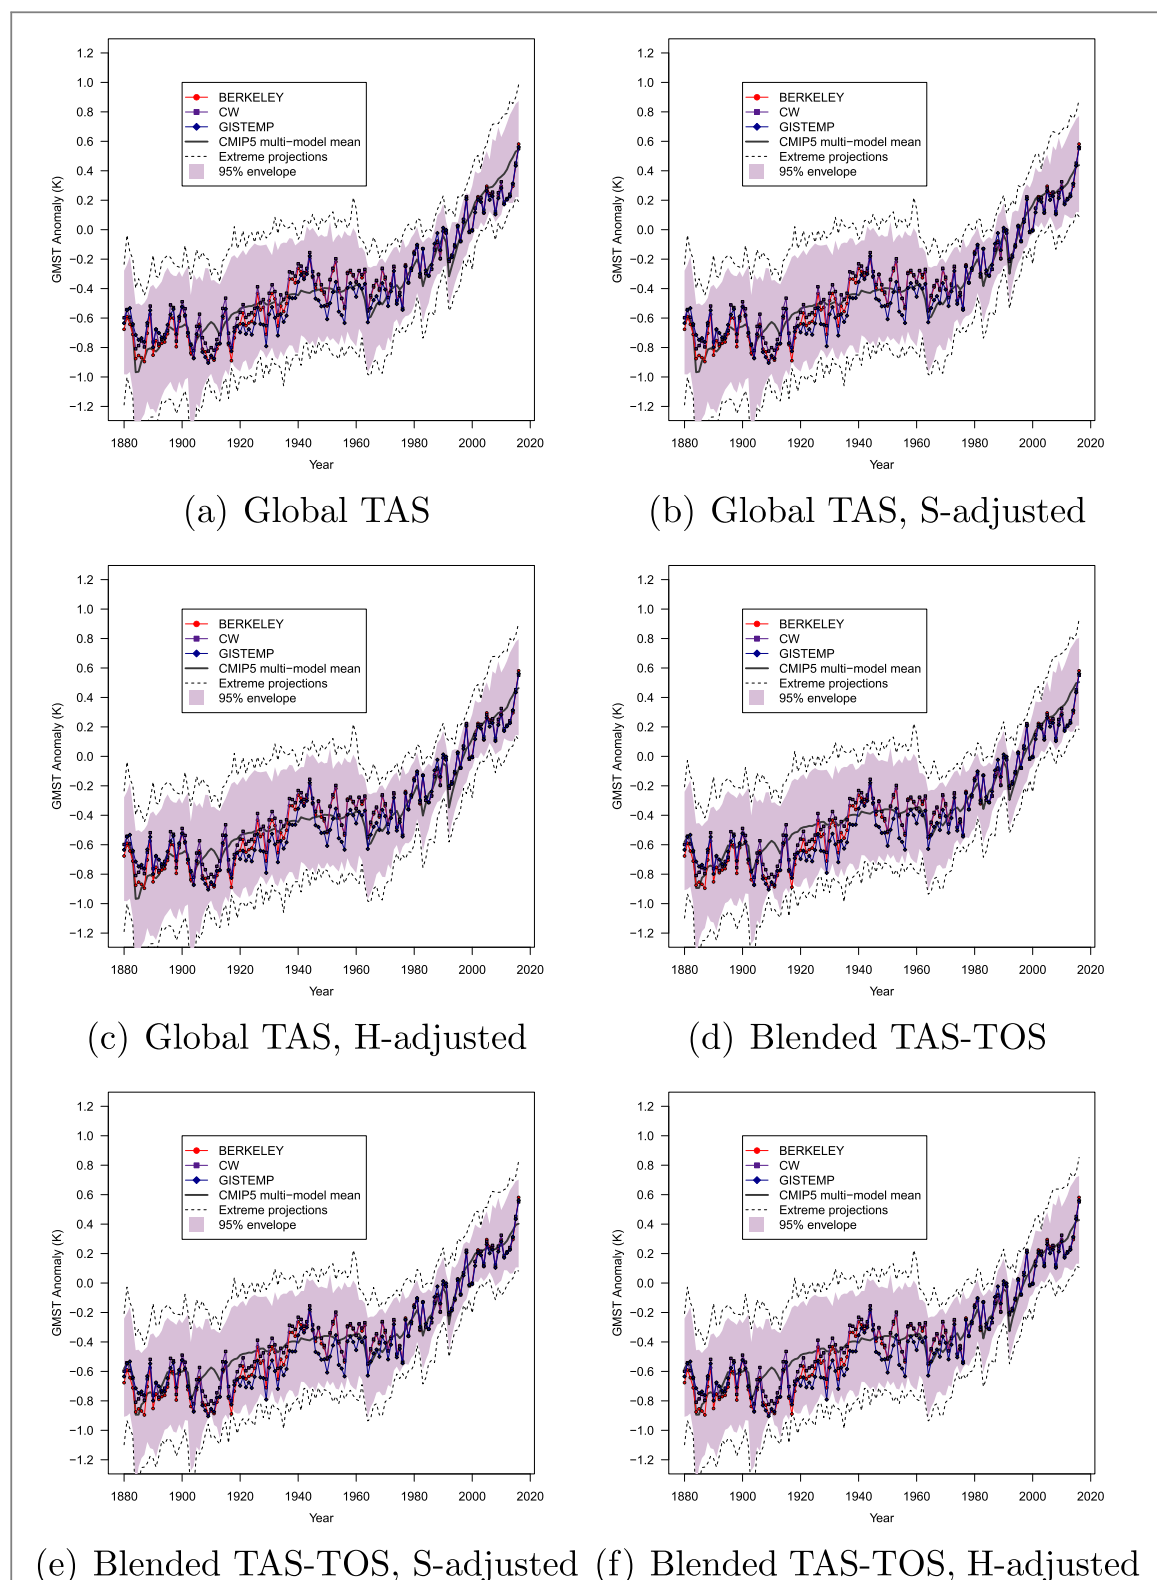 1.2
1.0
0.8
0.6
0.4
0.2
0.0
−0.2
−0.4
−0.6
−0.8
−1.0
−1.2
GMST Anomaly (K)
BERKELEY
CW
GISTEMP
CMIP5 multi−model mean
Extreme projections
95% envelope
1880 1900 1920 1940 1960 1980 2000 2020
Year
(a) Global TAS
1.2
1.0
0.8
0.6
0.4
0.2
0.0
−0.2
−0.4
−0.6
−0.8
−1.0
−1.2
GMST Anomaly (K)
BERKELEY
CW
GISTEMP
CMIP5 multi−model mean
Extreme projections
95% envelope
1880 1900 1920 1940 1960 1980 2000 2020
Year
(b) Global TAS, S-adjusted
1.2
1.0
0.8
0.6
0.4
0.2
0.0
−0.2
−0.4
−0.6
−0.8
−1.0
−1.2
GMST Anomaly (K)
BERKELEY
CW
GISTEMP
CMIP5 multi−model mean
Extreme projections
95% envelope
1880 1900 1920 1940 1960 1980 2000 2020
Year
(c) Global TAS, H-adjusted
1.2
1.0
0.8
0.6
0.4
0.2
0.0
−0.2
−0.4
−0.6
−0.8
−1.0
−1.2
GMST Anomaly (K)
BERKELEY
CW
GISTEMP
CMIP5 multi−model mean
Extreme projections
95% envelope
1880 1900 1920 1940 1960 1980 2000 2020
Year
(d) Blended TAS-TOS
1.2
1.0
0.8
0.6
0.4
0.2
0.0
−0.2
−0.4
−0.6
−0.8
−1.0
−1.2
GMST Anomaly (K)
BERKELEY
CW
GISTEMP
CMIP5 multi−model mean
Extreme projections
95% envelope
1880 1900 1920 1940 1960 1980 2000 2020
Year
(e) Blended TAS-TOS, S-adjusted
1.2
1.0
0.8
0.6
0.4
0.2
0.0
−0.2
−0.4
−0.6
−0.8
−1.0
−1.2
GMST Anomaly (K)
BERKELEY
CW
GISTEMP
CMIP5 multi−model mean
Extreme projections
95% envelope
1880 1900 1920 1940 1960 1980 2000 2020
Year
(f) Blended TAS-TOS, H-adjusted